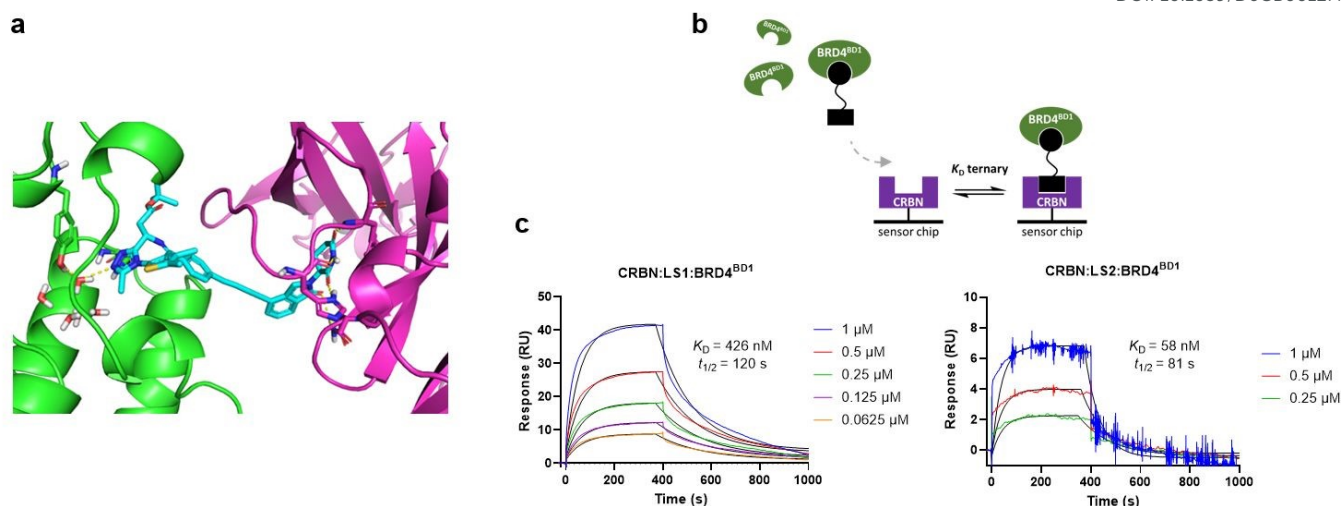 a
b
BRD4BD1
BRD4BD1
BRD4BD1
BRD4BD1
KD ternary
CRBN
CRBN
sensor chip
sensor chip
c
CRBN:LS1:BRD4BD1
50
40
30
20
10
0
Response (RU)
KD = 426 nM
t1/2 = 120 s
1 µM
0.5 µM
0.25 µM
0.125 µM
0.0625 µM
0 200 400 600 800 1000
Time (s)
CRBN:LS2:BRD4BD1
10
8
6
4
2
0
Response (RU)
KD = 58 nM
t1/2 = 81 s
1 µM
0.5 µM
0.25 µM
0 200 400 600 800 1000
Time (s)